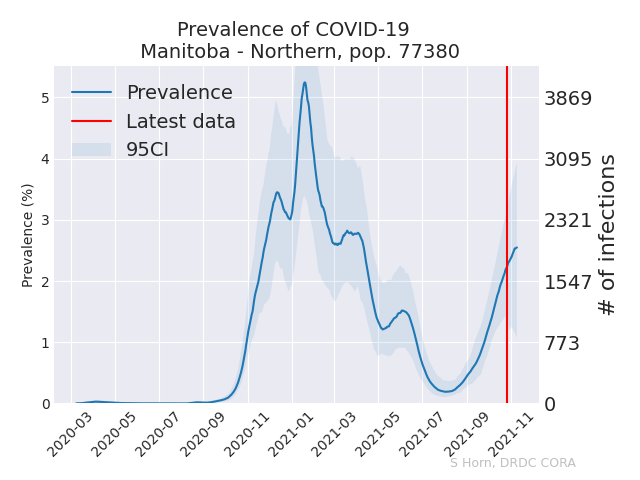 Prevalence of COVID-19
Manitoba - Northern, pop. 77380
Prevalence
Latest data
95CI
Prevalence (%)
5
4
3
2
1
0
3869
3095
2321
1547
773
0
# of infections
2020-03
2020-05
2020-07
2020-09
2020-11
2021-01
2021-03
2021-05
2021-07
2021-09
2021-11
S Horn, DRDC CORA